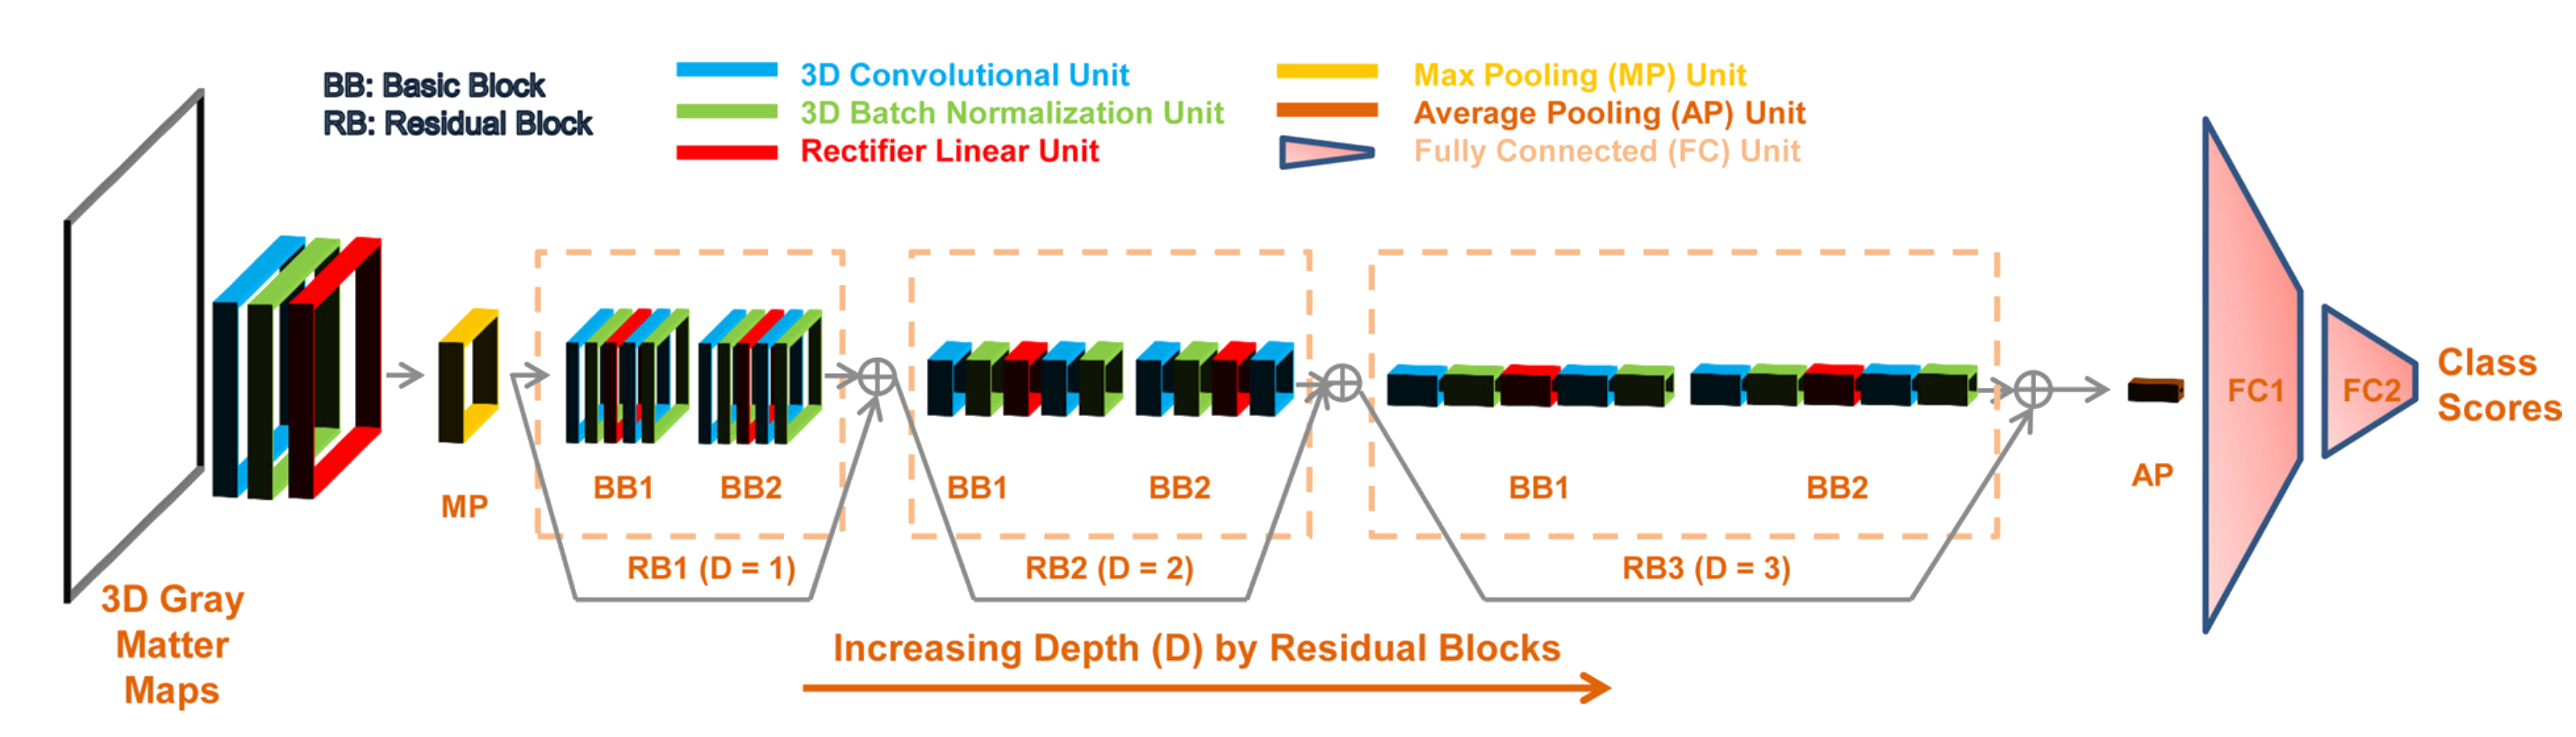 BB: Basic Block
RB: Residual Block
3D Convolutional Unit
3D Batch Normalization Unit
Rectifier Linear Unit
Max Pooling (MP) Unit
Average Pooling (AP) Unit
Fully Connected (FC) Unit
3D Gray
Matter
Maps
MP
BB1
BB2
RB1 (D = 1)
BB1
BB2
RB2 (D = 2)
BB1
BB2
RB3 (D = 3)
AP
FC1
FC2
Class
Scores
Increasing Depth (D) by Residual Blocks